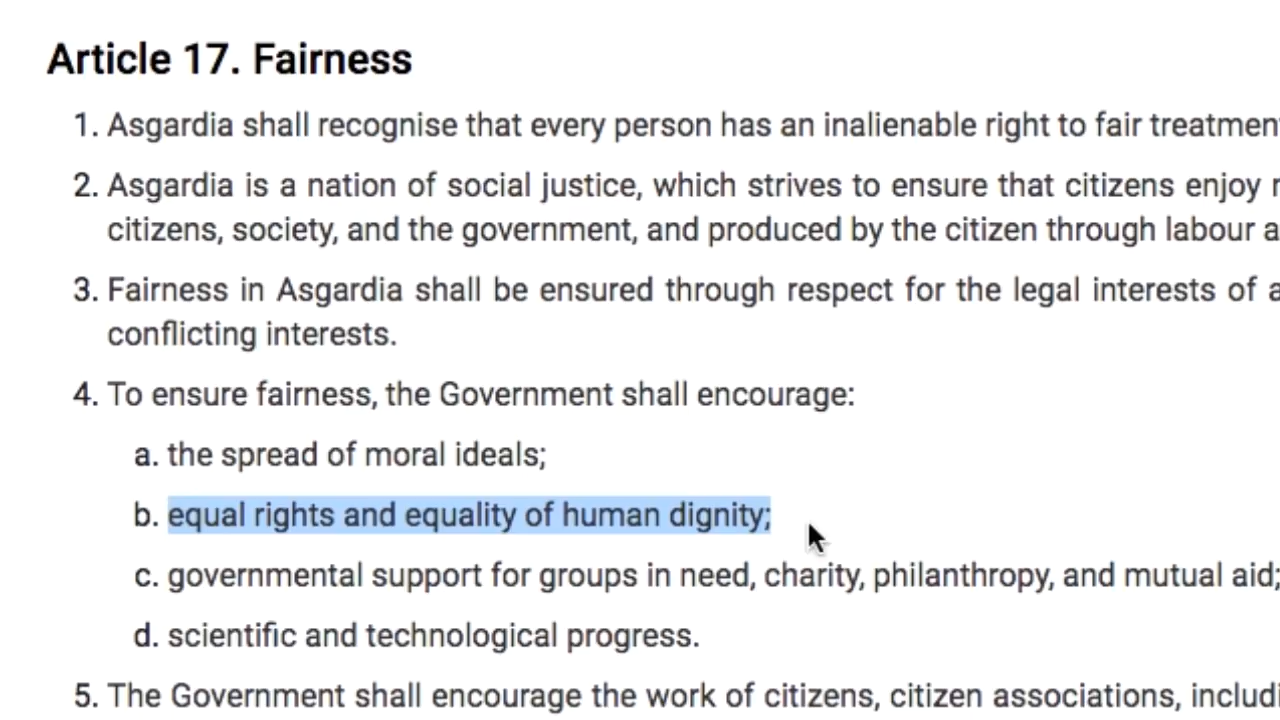 Article 17. Fairness
1. Asgardia shall recognise that every person has an inalienable right to fair
2. Asgardia is a nation of social justice, which strives to ensure that citizens enjoy
citizens, society, and the government, and produced by the citizen through labour
3. Fairness in Asgardia shall be ensured through respect for the legal interests of
conflicting interests.
4. To ensure fairness, the Government shall encourage:
a. the spread of moral ideals;
b. equal rights and equality of human dignity;
c. governmental support for groups in need, charity, philanthropy, and mutual aid;
d. scientific and technological progress.
5. The Government shall encourage the work of citizens, citizen associations,